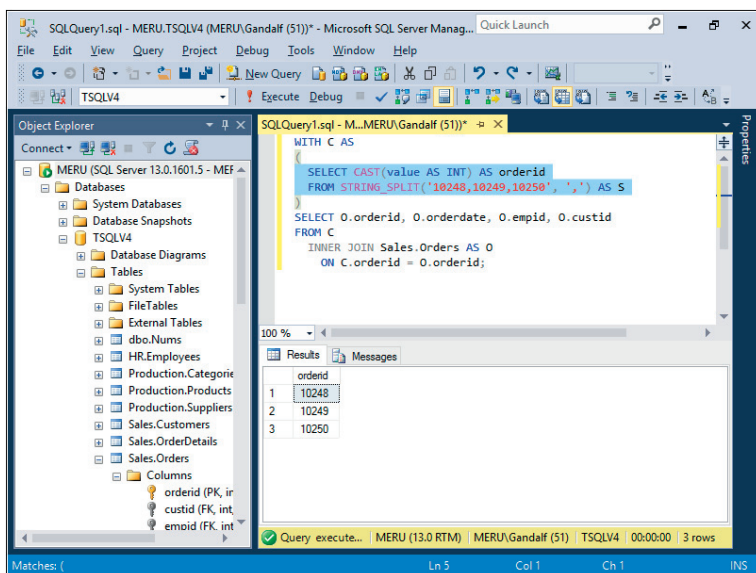 SQLQuery1.sql - MERU.TSQLV4 (MERU\Gandalf (51))* - Microsoft SQL Server Manag...
Quick Launch
File Edit View Query Project Debug Tools Window Help
New Query
TSQLV4
Execute Debug
Object Explorer
Connect
MERU (SQL Server 13.0.1601.5 - MEF
Databases
System Databases
Database Snapshots
TSQLV4
Database Diagrams
Tables
System Tables
FileTables
External Tables
dbo.Nums
HR.Employees
Production.Categorie
Production.Products
Production.Suppliers
Sales.Customers
Sales.OrderDetails
Sales.Orders
Columns
orderid (PK, in
custid (FK, int,
empid (FK, int
SQLQuery1.sql - M...MERU\Gandalf (51))*
WITH C AS
(
SELECT CAST(value AS INT) AS orderid
FROM STRING_SPLIT('10248,10249,10250', ',') AS S
)
SELECT O.orderid, O.orderdate, O.empid, O.custid
FROM C
INNER JOIN Sales.Orders AS O
ON C.orderid = O.orderid;
100 %
Results Messages
orderid
1 10248
2 10249
3 10250
Query execute... MERU (13.0 RTM) MERU\Gandalf (51) TSQLV4 00:00:00 3 rows
Properties
Matches: ( Ln 5 Col 1 Ch 1 INS